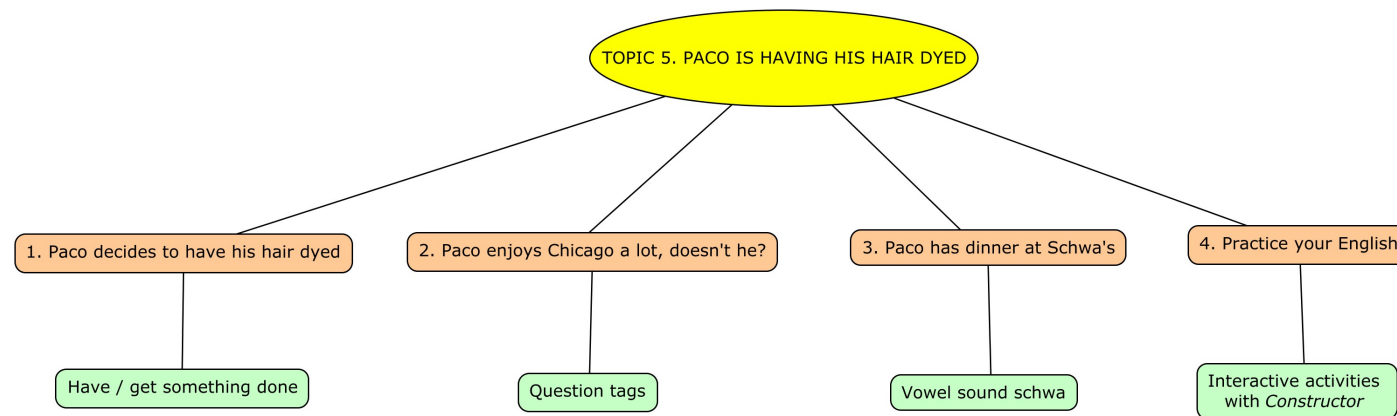 TOPIC 5. PACO IS HAVING HIS HAIR DYED
1. Paco decides to have his hair dyed
2. Paco enjoys Chicago a lot, doesn't he?
3. Paco has dinner at Schwa's
4. Practice your English
Have / get something done
Question tags
Vowel sound schwa
Interactive activities
with Constructor